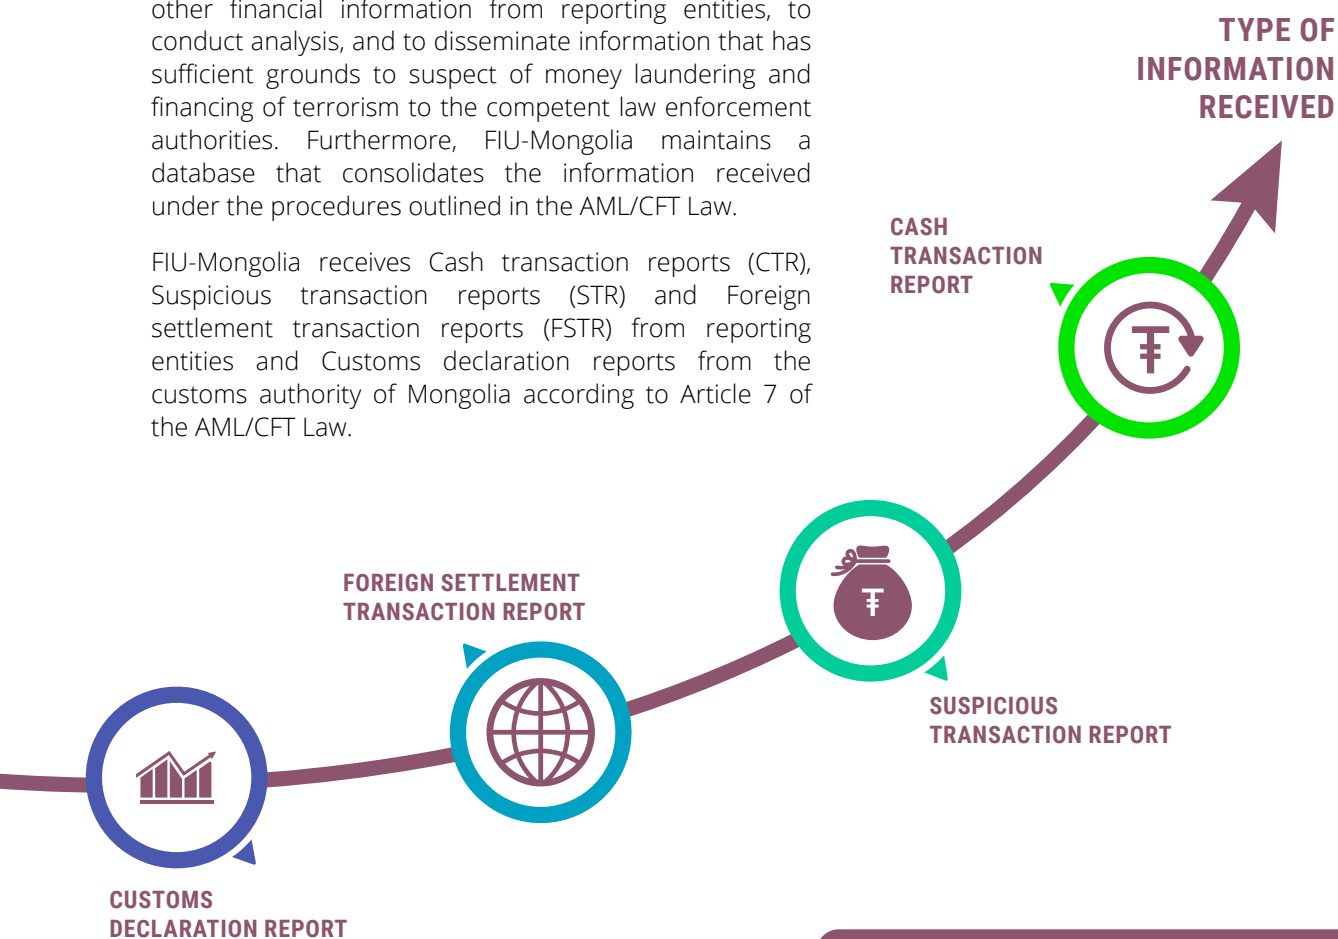 other financial information from reporting entities, to
conduct analysis, and to disseminate information that has
sufficient grounds to suspect of money laundering and
financing of terrorism to the competent law enforcement
authorities. Furthermore, FIU-Mongolia maintains a
database that consolidates the information received
under the procedures outlined in the AML/CFT Law.
FIU-Mongolia receives Cash transaction reports (CTR),
Suspicious transaction reports (STR) and Foreign
settlement transaction reports (FSTR) from reporting
entities and Customs declaration reports from the
customs authority of Mongolia according to Article 7 of
the AML/CFT Law.
TYPE OF
INFORMATION
RECEIVED
CASH
TRANSACTION
REPORT
₮
₮
SUSPICIOUS
TRANSACTION REPORT
FOREIGN SETTLEMENT
TRANSACTION REPORT
CUSTOMS
DECLARATION REPORT